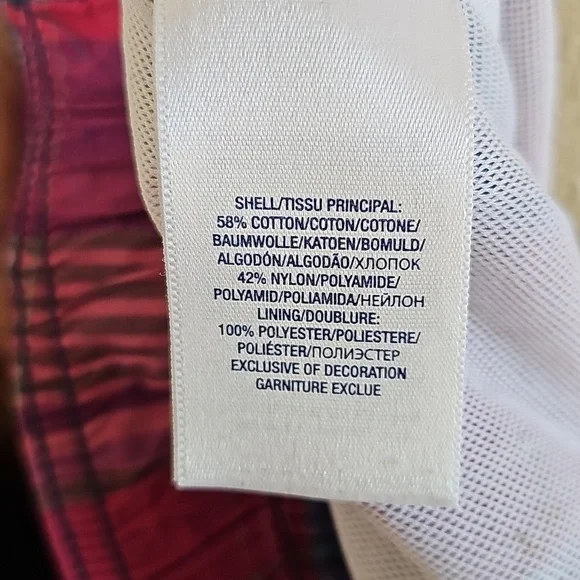 SHELL/TISSU PRINCIPAL:
58% COTTON/COTON/COTONE/
BAUMWOLLE/KATOEN/BOMULD/
ALGODÓN/ALGODÃO/ХЛОПОК
42% NYLON/POLYAMIDE/
POLYAMID/POLIAMIDA/НЕЙЛОН
LINING/DOUBLURE:
100% POLYESTER/POLIESTERE/
POLIÉSTER/ПОЛИЭСТЕР
EXCLUSIVE OF DECORATION
GARNITURE EXCLUE